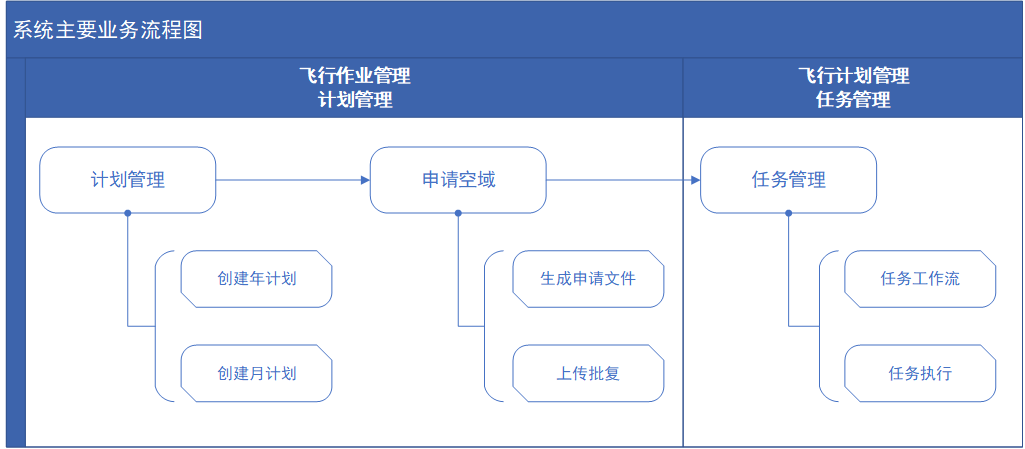 系统主要业务流程图
飞行作业管理
计划管理
飞行计划管理
任务管理
计划管理
申请空域
任务管理
创建年计划
生成申请文件
任务工作流
创建月计划
上传批复
任务执行